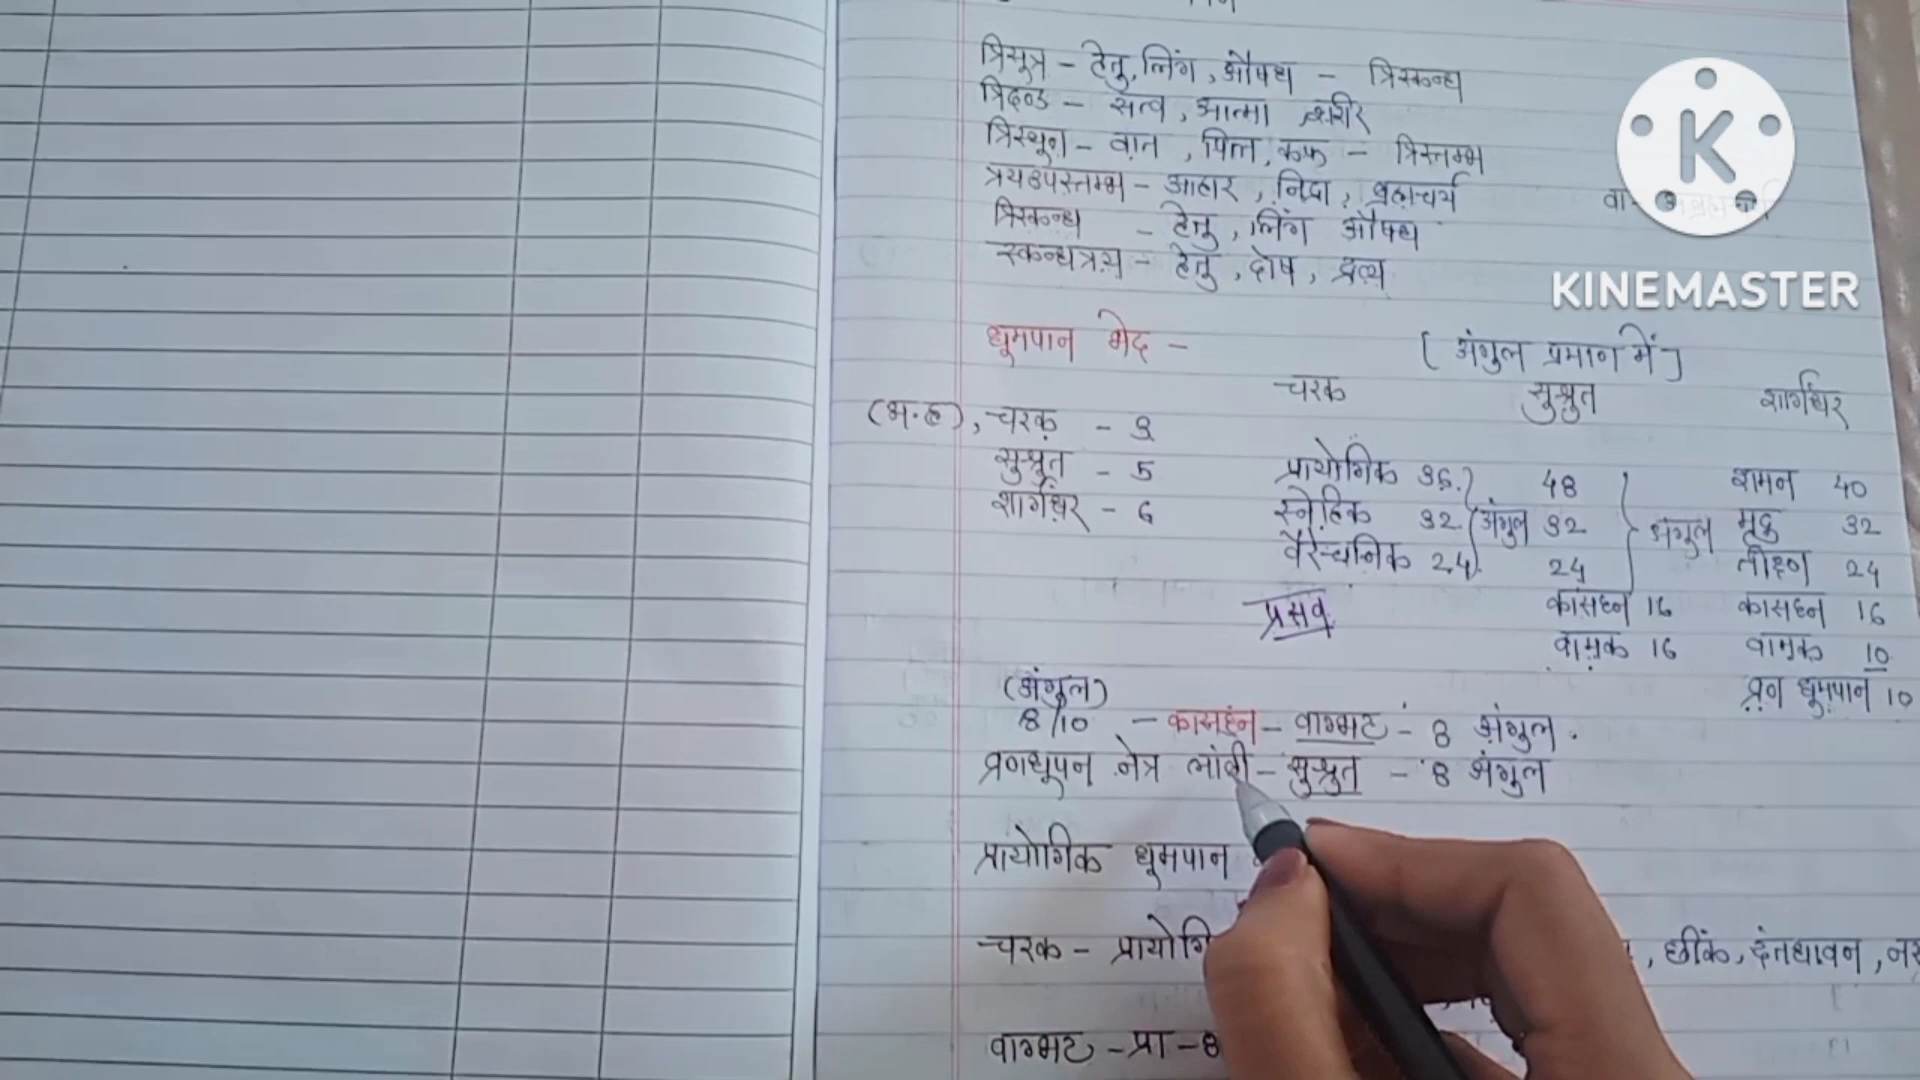 त्रिसूत्र - हेतु, लिंग, औषध - त्रिस्कन्ध
त्रिदण्ड - सत्व, आत्मा, शरीर
त्रिस्थूण - वात, पित्त, कफ - त्रिस्तम्भ
त्रयउपस्तम्भ - आहार, निद्रा, ब्रह्मचर्य
त्रिस्कन्ध - हेतु, लिंग औषध
स्कन्धत्रय - हेतु, दोष, द्रव्य
KINEMASTER
धूमपान भेद - [अंगुल प्रमाण में]
चरक सुश्रुत शार्गधर
(अ.ह), चरक - 3
सुश्रुत - 5 प्रायोगिक 36 48 शमन 40
शार्गधर - 6 स्नेहिक 32 अंगुल 32 अंगुल मृदु 32
वैरेचनिक 24 24 तीक्ष्ण 24
प्रसव कासघ्न 16 कासघ्न 16
वामक 16 वामक 10
(अंगुल) व्रण धूमपान 10
8/10 - कासघ्न - वाग्भट - 8 अंगुल.
व्रणधूपन नेत्र लांबी - सुश्रुत - 8 अंगुल
प्रायोगिक धूमपान
चरक - प्रायोगि , छींक, दंतधावन,
वाग्भट - प्रा - 8